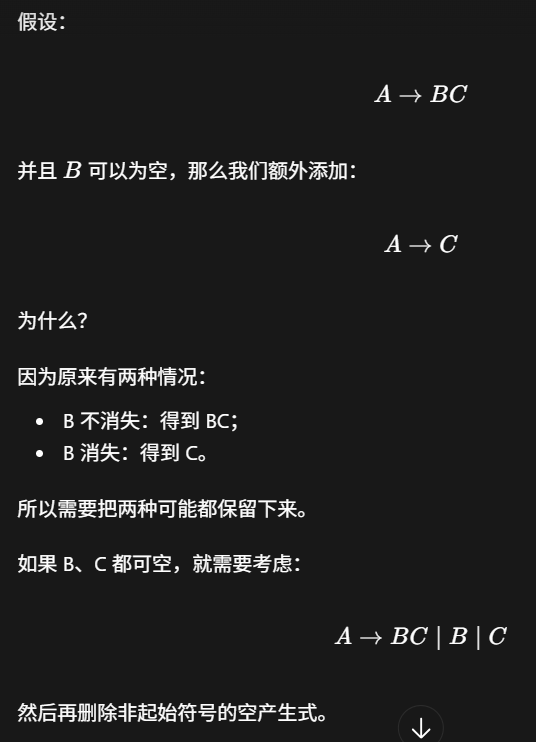 假设：
A → BC
并且 B 可以为空，那么我们额外添加：
A → C
为什么？
因为原来有两种情况：
• B 不消失：得到 BC；
• B 消失：得到 C。
所以需要把两种可能都保留下来。
如果 B、C 都可空，就需要考虑：
A → BC | B | C
然后再删除非起始符号的空产生式。